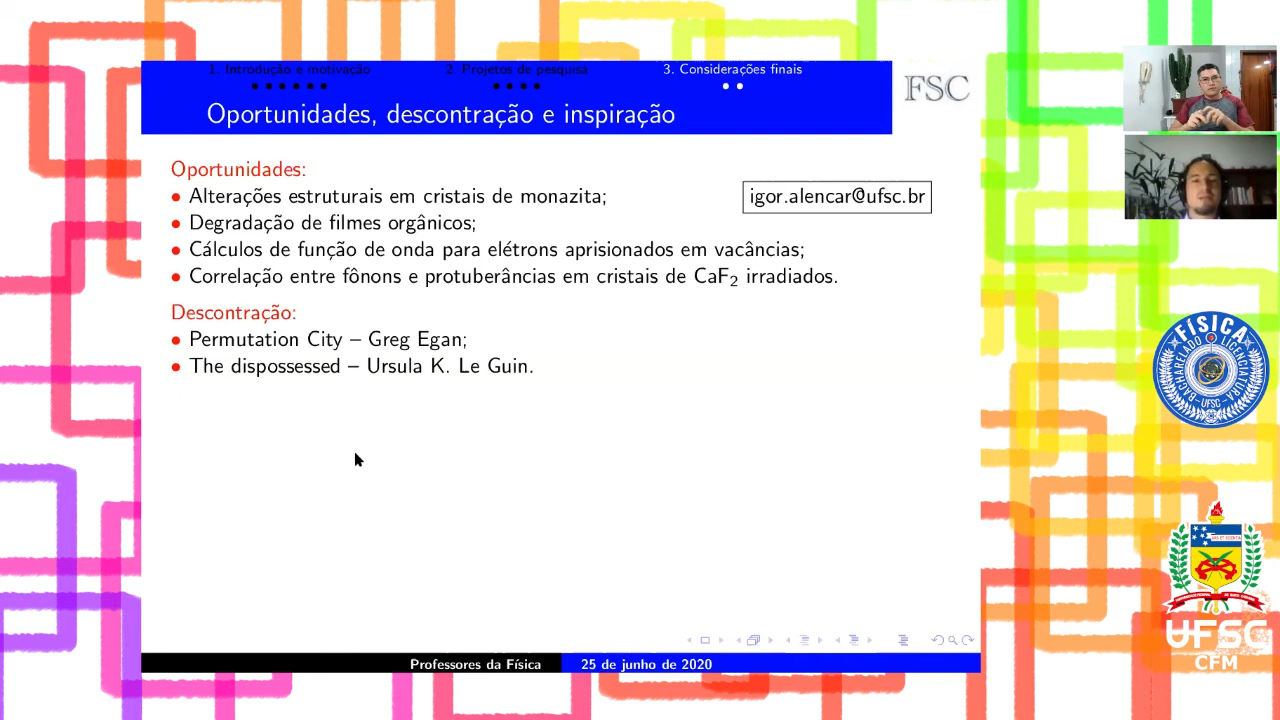 1. Introdução e motivação
2. Projetos de pesquisa
3. Considerações finais
FSC
Oportunidades, descontração e inspiração
Oportunidades:
• Alterações estruturais em cristais de monazita;
igor.alencar@ufsc.br
• Degradação de filmes orgânicos;
• Cálculos de função de onda para elétrons aprisionados em vacâncias;
• Correlação entre fônons e protuberâncias em cristais de CaF₂ irradiados.
Descontração:
• Permutation City – Greg Egan;
• The dispossessed – Ursula K. Le Guin.
FÍSICA
BACHARELADO LICENCIATURA
UFSC
UFSC
CFM
Professores da Física
25 de junho de 2020